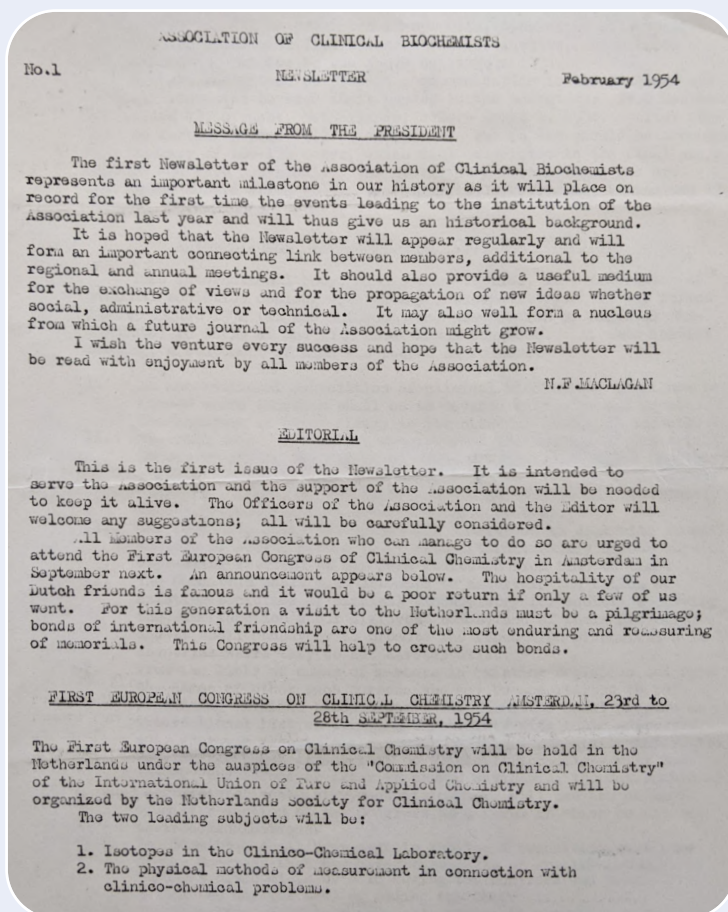 ASSOCIATION OF CLINICAL BIOCHEMISTS
No.1 NEWSLETTER February 1954
MESSAGE FROM THE PRESIDENT
The first Newsletter of the Association of Clinical Biochemists
represents an important milestone in our history as it will place on
record for the first time the events leading to the institution of the
Association last year and will thus give us an historical background.
It is hoped that the Newsletter will appear regularly and will
form an important connecting link between members, additional to the
regional and annual meetings. It should also provide a useful medium
for the exchange of views and for the propagation of new ideas whether
social, administrative or technical. It may also well form a nucleus
from which a future journal of the Association might grow.
I wish the venture every success and hope that the Newsletter will
be read with enjoyment by all members of the Association.
N.F.MACLAGAN
EDITORIAL
This is the first issue of the Newsletter. It is intended to
serve the Association and the support of the Association will be needed
to keep it alive. The Officers of the Association and the Editor will
welcome any suggestions; all will be carefully considered.
All Members of the Association who can manage to do so are urged to
attend the First European Congress of Clinical Chemistry in Amsterdam in
September next. An announcement appears below. The hospitality of our
Dutch friends is famous and it would be a poor return if only a few of us
went. For this generation a visit to the Netherlands must be a pilgrimage;
bonds of international friendship are one of the most enduring and reassuring
of memorials. This Congress will help to create such bonds.
FIRST EUROPEAN CONGRESS ON CLINICAL CHEMISTRY AMSTERDAM, 23rd to
28th SEPTEMBER, 1954
The First European Congress on Clinical Chemistry will be held in the
Netherlands under the auspices of the "Commission on Clinical Chemistry"
of the International Union of Pure and Applied Chemistry and will be
organized by the Netherlands society for Clinical Chemistry.
The two leading subjects will be:
1. Isotopes in the Clinico-Chemical Laboratory.
2. The physical methods of measurement in connection with
clinico-chemical problems.